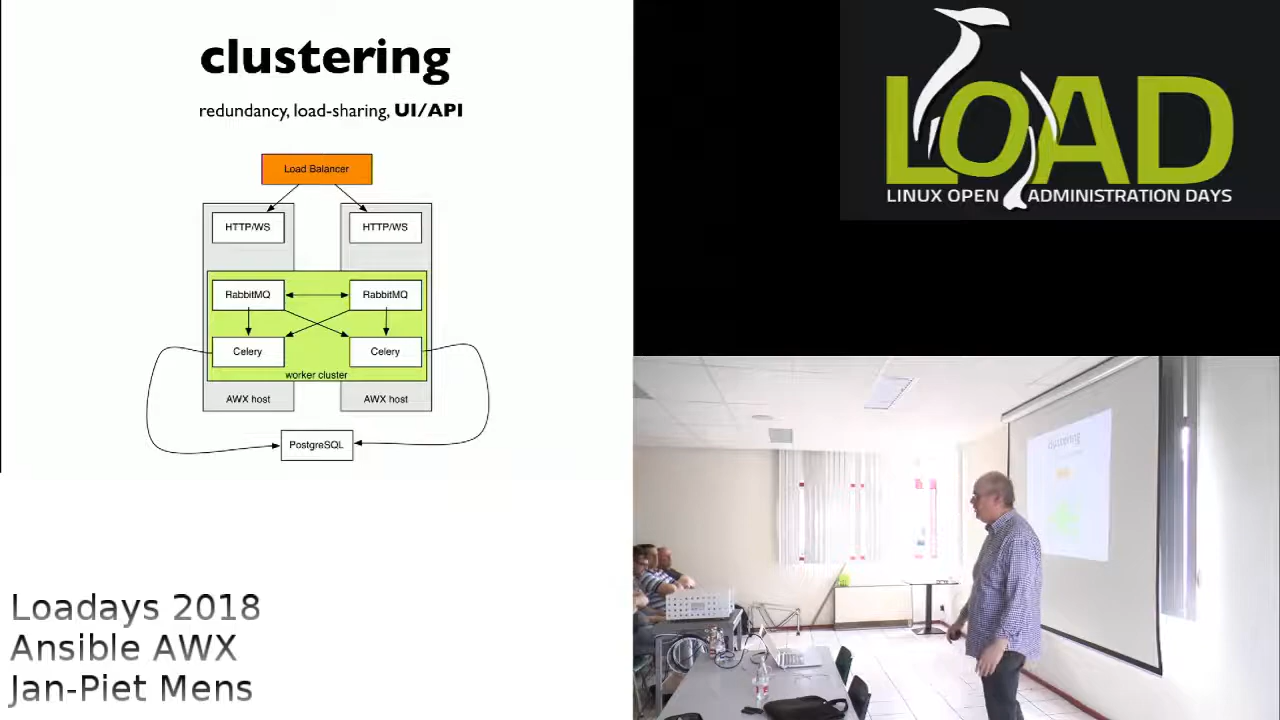 clustering
redundancy, load-sharing, UI/API
Load Balancer
HTTP/WS
HTTP/WS
RabbitMQ
RabbitMQ
Celery
Celery
worker cluster
AWX host
AWX host
PostgreSQL
LOAD
LINUX OPEN ADMINISTRATION DAYS
clustering
Loadays 2018
Ansible AWX
Jan-Piet Mens